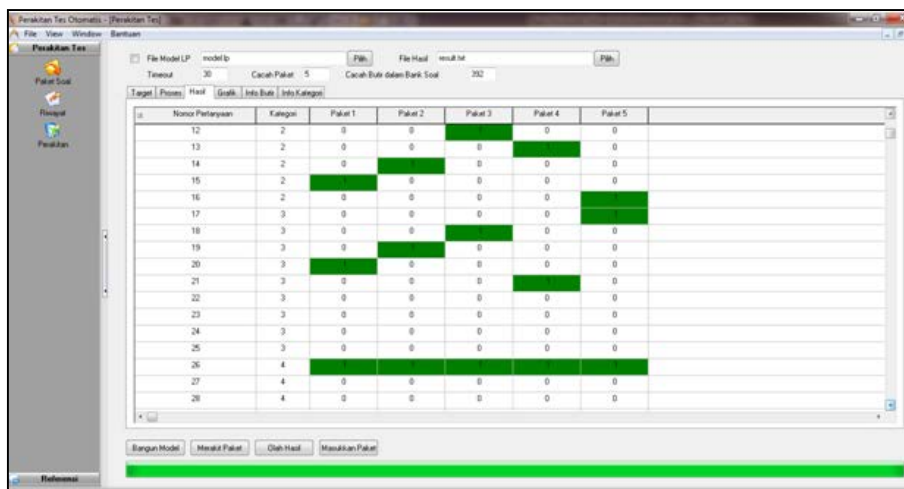 Perakitan Tes Otomatis - [Perakitan Tes]
File View Window Bantuan
Perakitan Tes
Paket Soal
Riwayat
Perakitan
Referensi
File Model LP model.lp Pilih File Hasil result.txt Pilih
Timeout 30 Cacah Paket 5 Cacah Butir dalam Bank Soal 392
Target Proses Hasil Grafik Info Butir Info Kategori
Nomor Pertanyaan Kategori Paket 1 Paket 2 Paket 3 Paket 4 Paket 5
12 2 0 0 1 0 0
13 2 0 0 0 1 0
14 2 0 1 0 0 0
15 2 1 0 0 0 0
16 2 0 0 0 0 1
17 3 0 0 0 0 1
18 3 0 0 1 0 0
19 3 0 1 0 0 0
20 3 1 0 0 0 0
21 3 0 0 0 1 0
22 3 0 0 0 0 0
23 3 0 0 0 0 0
24 3 0 0 0 0 0
25 3 0 0 0 0 0
26 4 1 1 1 1 1
27 4 0 0 0 0 0
28 4 0 0 0 0 0
Bangun Model Merakit Paket Olah Hasil Masukkan Paket